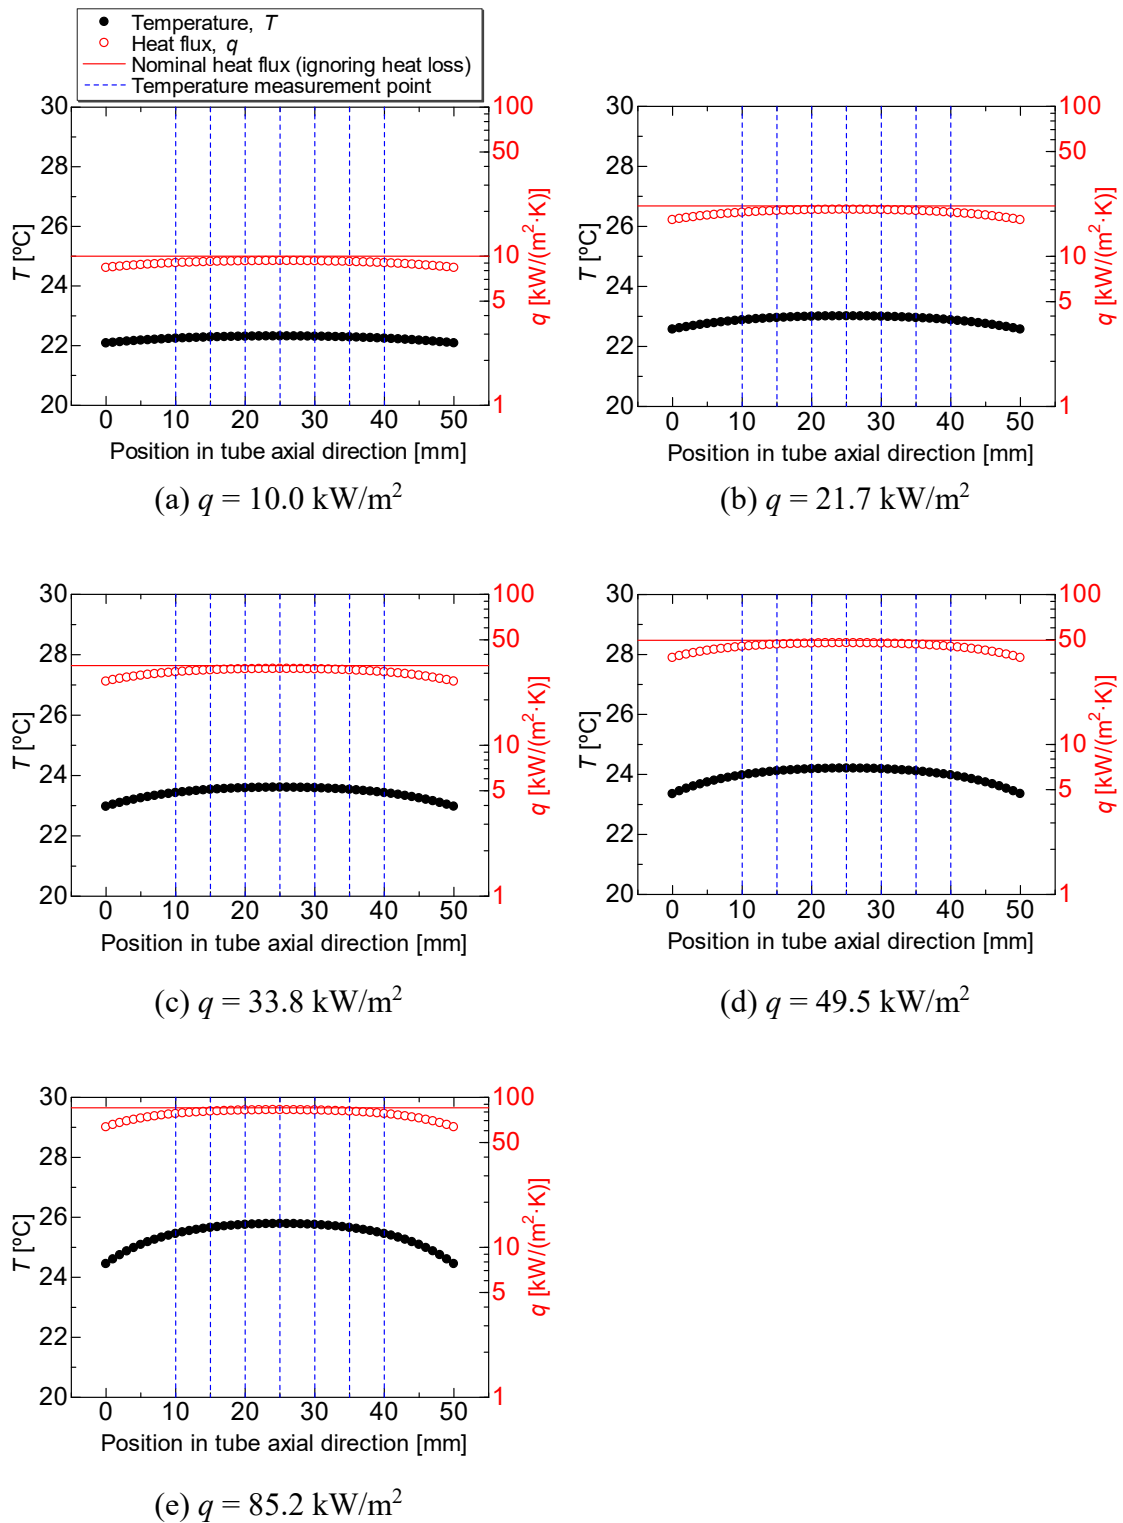 Temperature, T
Heat flux, q
Nominal heat flux (ignoring heat loss)
Temperature measurement point
30
28
26
24
22
20
T [ºC]
100
50
10
5
1
q [kW/(m²·K)]
0 10 20 30 40 50
Position in tube axial direction [mm]
(a) q = 10.0 kW/m²
30
28
26
24
22
20
T [ºC]
100
50
10
5
1
q [kW/(m²·K)]
0 10 20 30 40 50
Position in tube axial direction [mm]
(b) q = 21.7 kW/m²
30
28
26
24
22
20
T [ºC]
100
50
10
5
1
q [kW/(m²·K)]
0 10 20 30 40 50
Position in tube axial direction [mm]
(c) q = 33.8 kW/m²
30
28
26
24
22
20
T [ºC]
100
50
10
5
1
q [kW/(m²·K)]
0 10 20 30 40 50
Position in tube axial direction [mm]
(d) q = 49.5 kW/m²
30
28
26
24
22
20
T [ºC]
100
50
10
5
1
q [kW/(m²·K)]
0 10 20 30 40 50
Position in tube axial direction [mm]
(e) q = 85.2 kW/m²